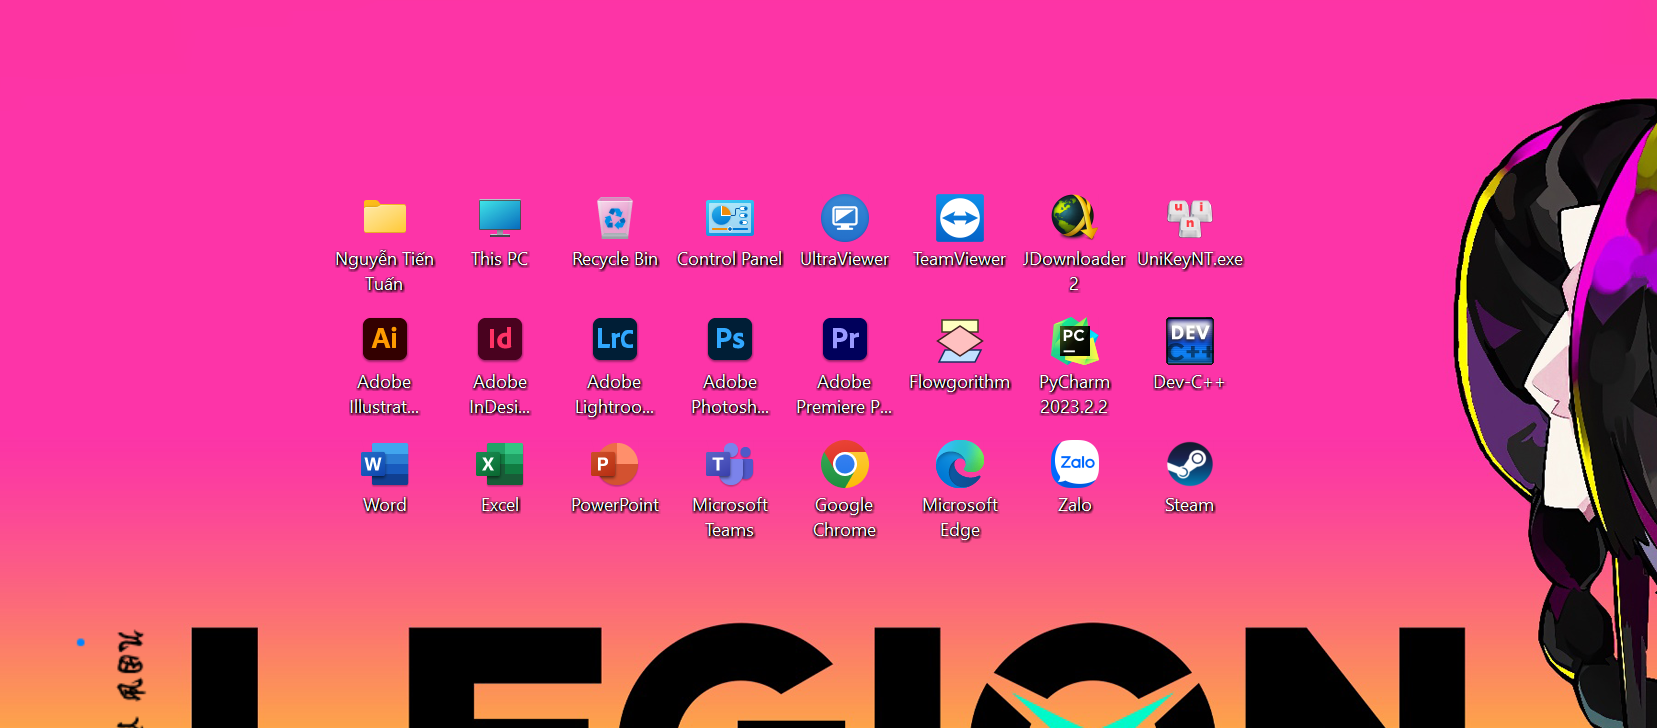 Nguyễn Tiến Tuấn
This PC
Recycle Bin
Control Panel
UltraViewer
TeamViewer
JDownloader 2
UniKeyNT.exe
Ai
Id
LrC
Ps
Pr
PC
DEV
C++
Adobe Illustrat...
Adobe InDesi...
Adobe Lightroo...
Adobe Photosh...
Adobe Premiere P...
Flowgorithm
PyCharm 2023.2.2
Dev-C++
W
X
P
T
Zalo
Word
Excel
PowerPoint
Microsoft Teams
Google Chrome
Microsoft Edge
Zalo
Steam
LEGION